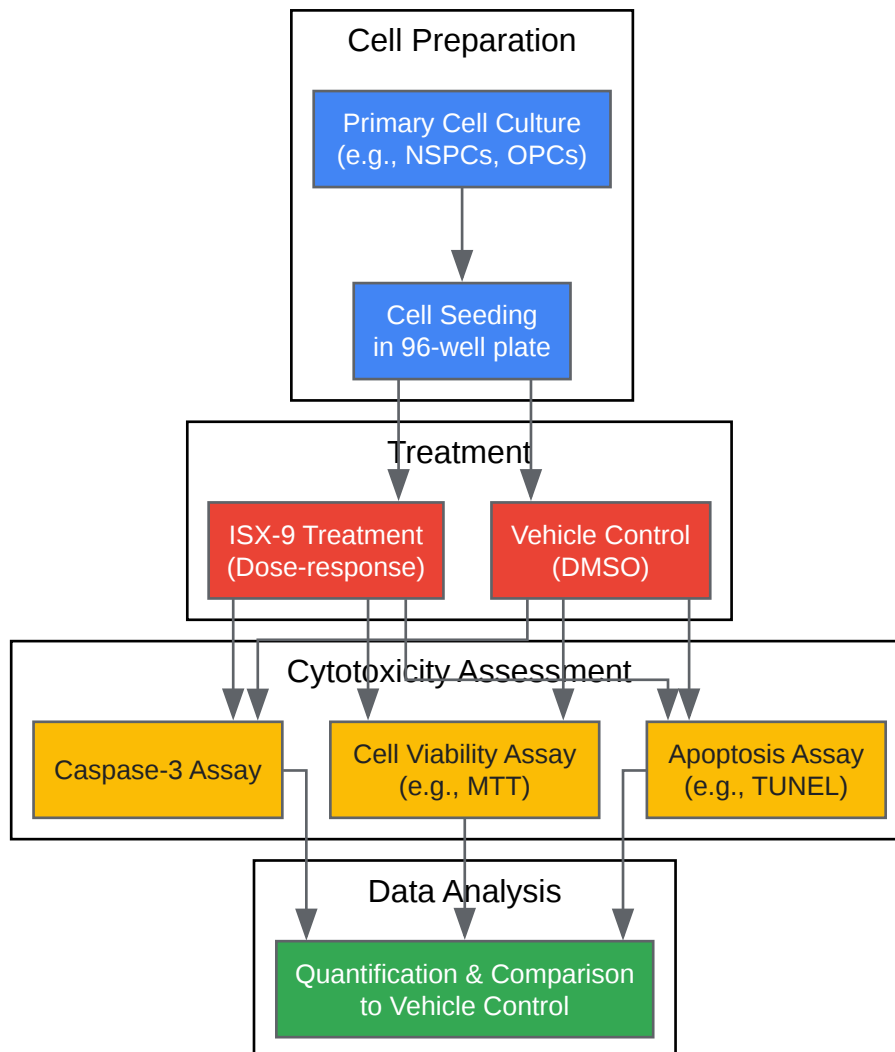 Cell Preparation
Primary Cell Culture
(e.g., NSPCs, OPCs)
Cell Seeding
in 96-well plate
Treatment
ISX-9 Treatment
(Dose-response)
Vehicle Control
(DMSO)
Cytotoxicity Assessment
Caspase-3 Assay
Cell Viability Assay
(e.g., MTT)
Apoptosis Assay
(e.g., TUNEL)
Data Analysis
Quantification & Comparison
to Vehicle Control